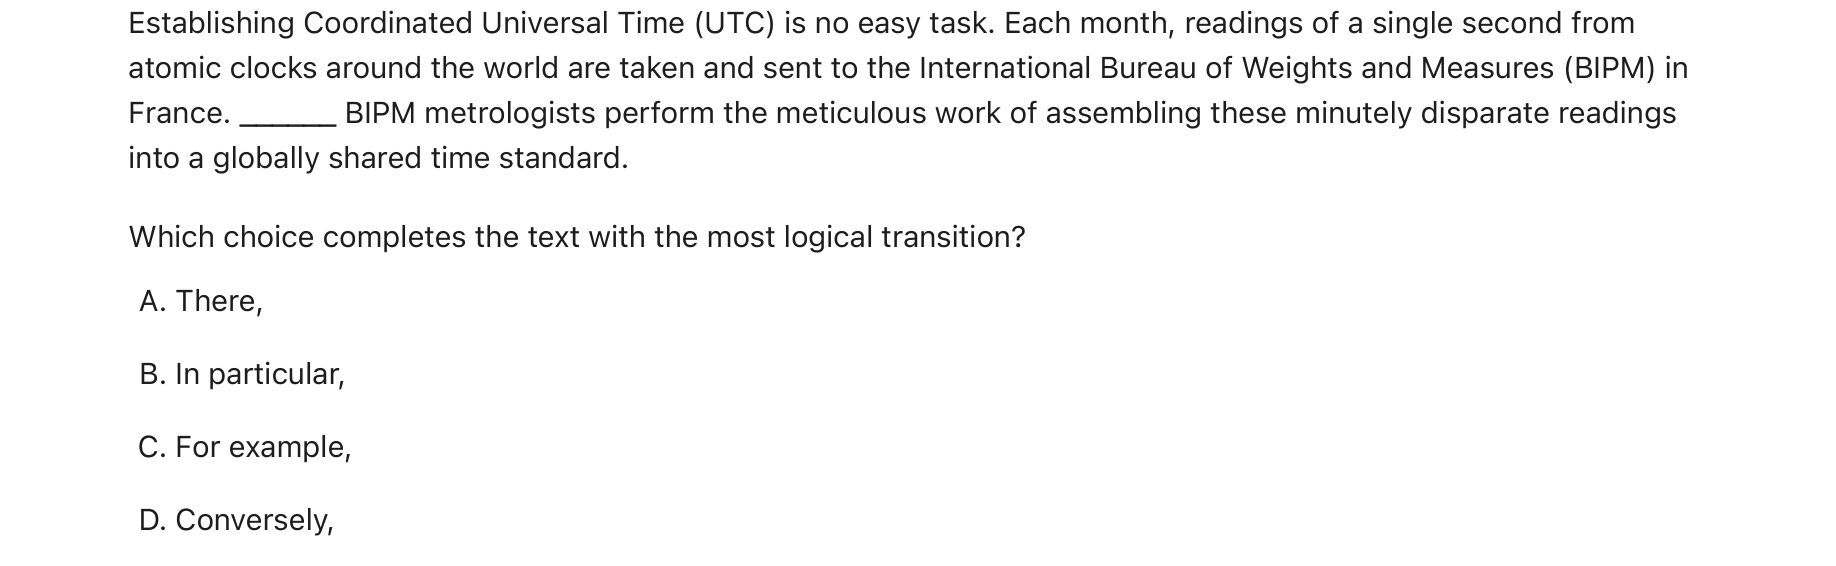 Establishing Coordinated Universal Time (UTC) is no easy task. Each month, readings of a single second from
atomic clocks around the world are taken and sent to the International Bureau of Weights and Measures (BIPM) in
France. ______ BIPM metrologists perform the meticulous work of assembling these minutely disparate readings
into a globally shared time standard.
Which choice completes the text with the most logical transition?
A. There,
B. In particular,
C. For example,
D. Conversely,